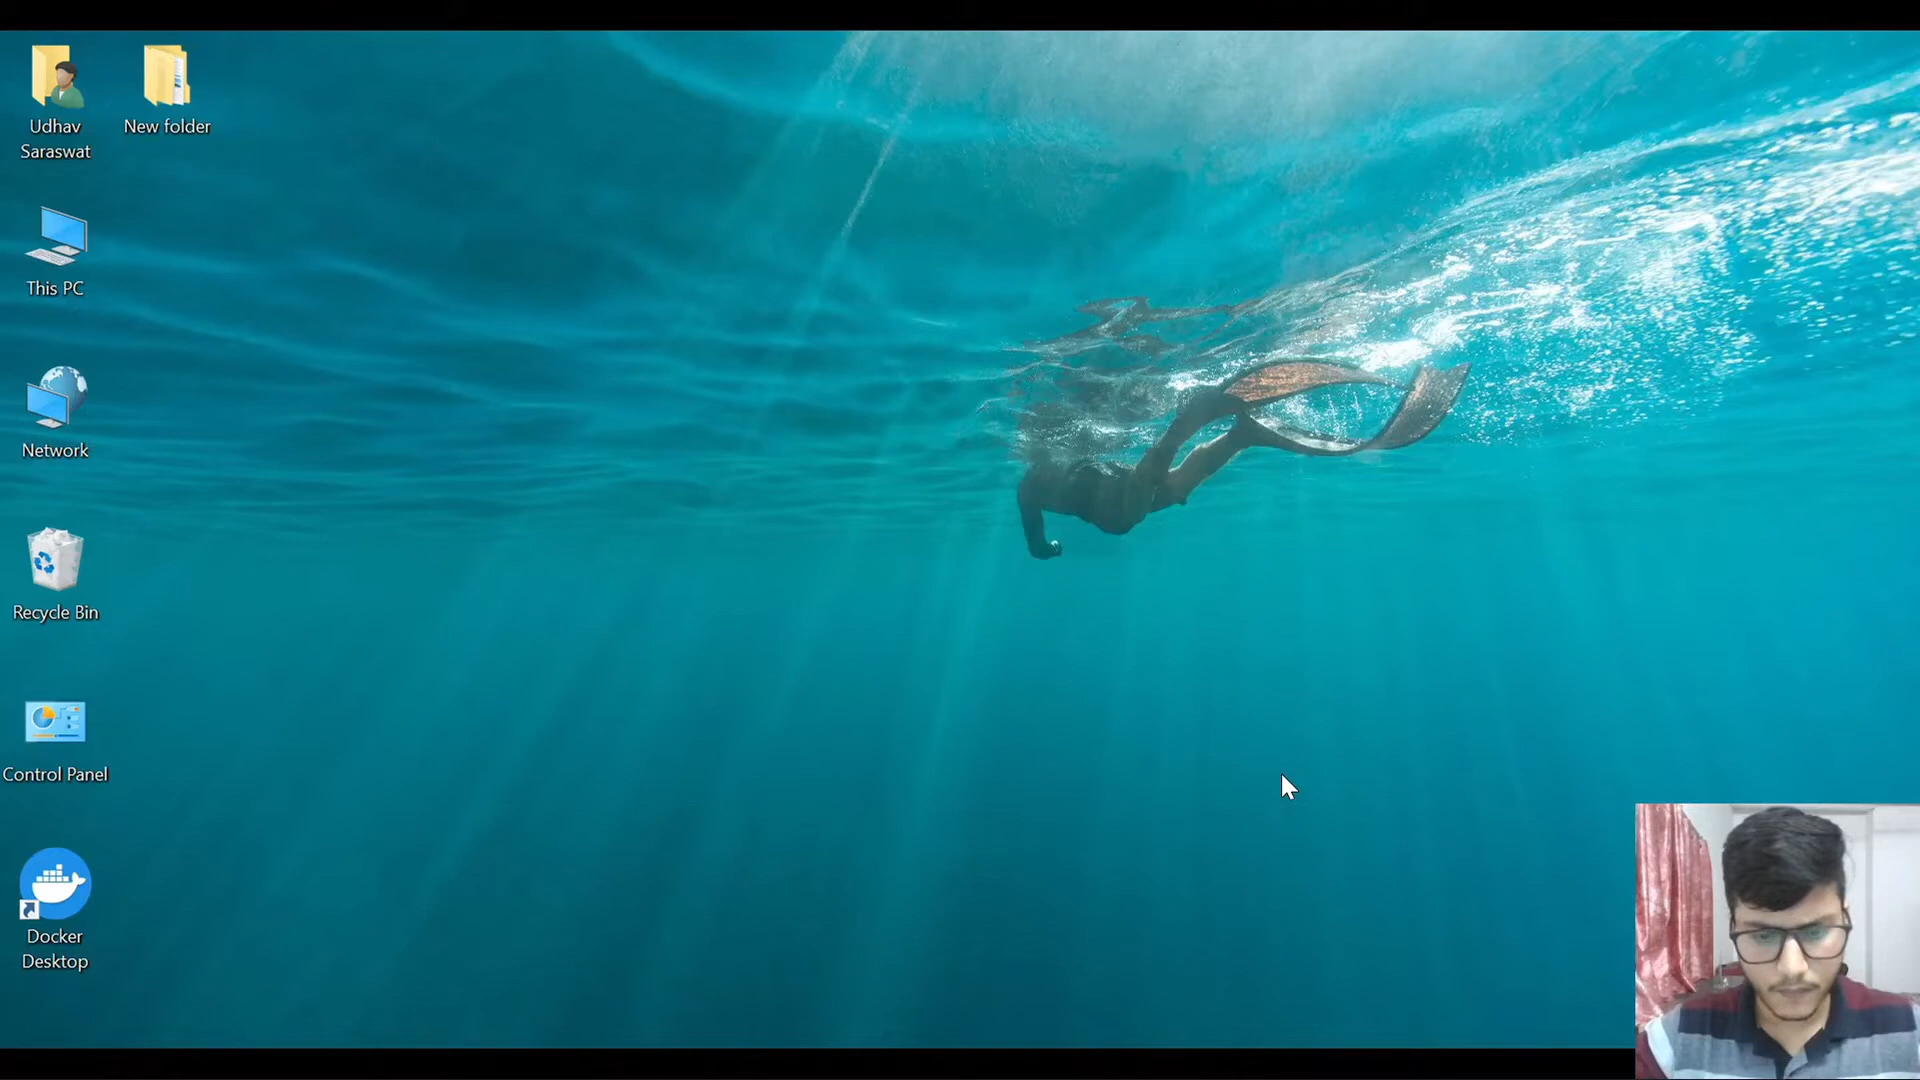 Udhav
Saraswat
New folder
This PC
Network
Recycle Bin
Control Panel
Docker
Desktop